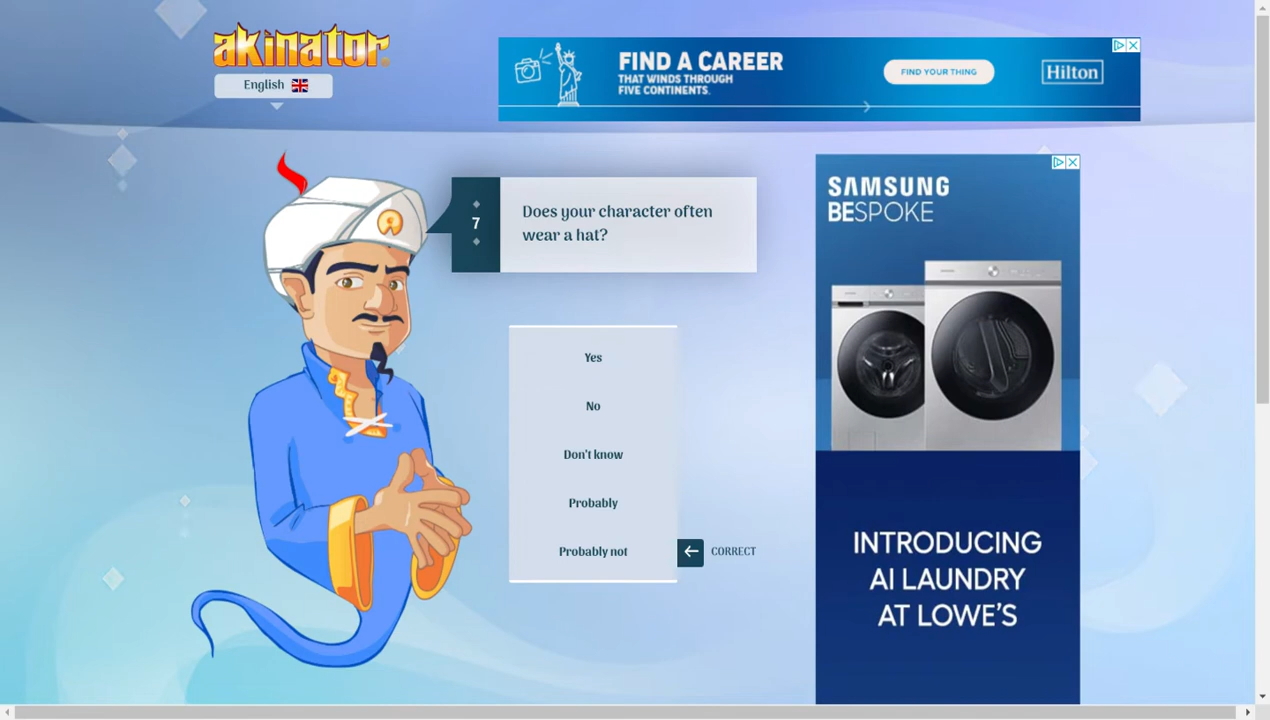 akinator
English
FIND A CAREER
THAT WINDS THROUGH
FIVE CONTINENTS.
FIND YOUR THING
Hilton
7
Does your character often
wear a hat?
Yes
No
Don't know
Probably
Probably not
CORRECT
SAMSUNG
BESPOKE
INTRODUCING
AI LAUNDRY
AT LOWE'S